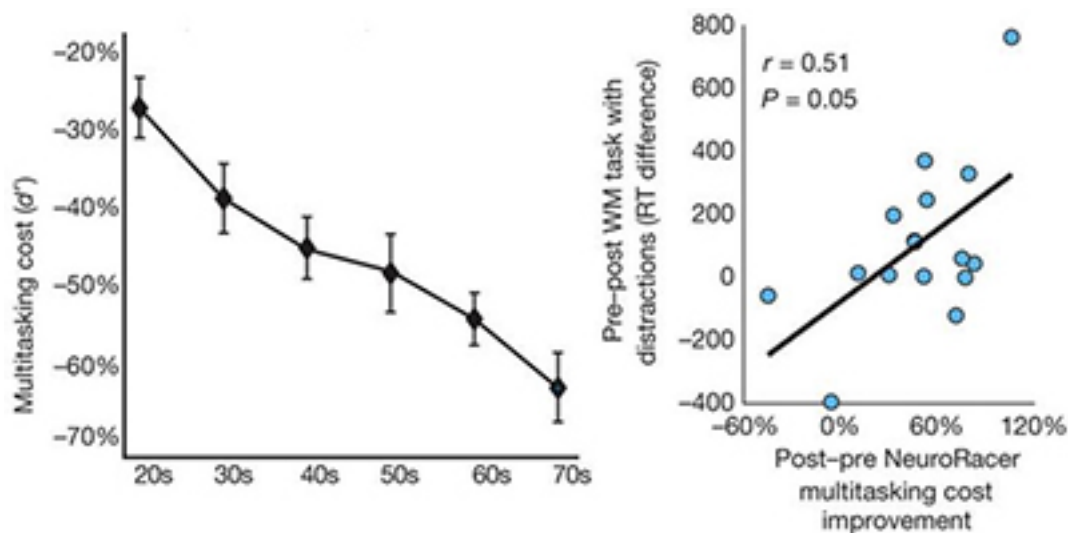 Multitasking cost (d')
–20%
–30%
–40%
–50%
–60%
–70%
20s 30s 40s 50s 60s 70s
Pre–post WM task with
distractions (RT difference)
800
600
400
200
0
–200
–400
r = 0.51
P = 0.05
–60% 0% 60% 120%
Post–pre NeuroRacer
multitasking cost
improvement